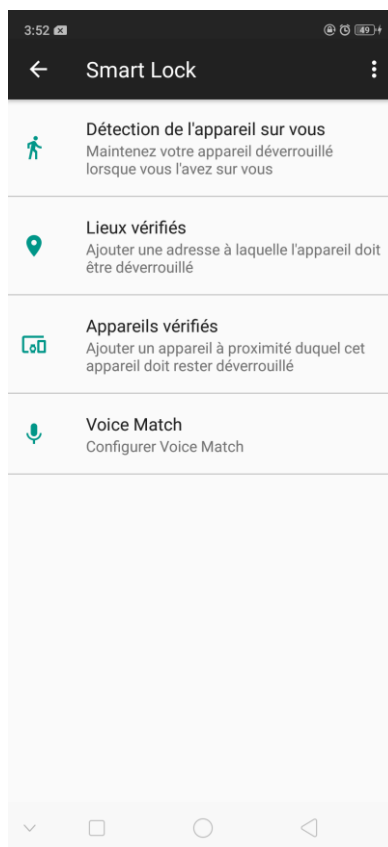 3:52
49
Smart Lock
Détection de l'appareil sur vous
Maintenez votre appareil déverrouillé
lorsque vous l'avez sur vous
Lieux vérifiés
Ajouter une adresse à laquelle l'appareil doit
être déverrouillé
Appareils vérifiés
Ajouter un appareil à proximité duquel cet
appareil doit rester déverrouillé
Voice Match
Configurer Voice Match